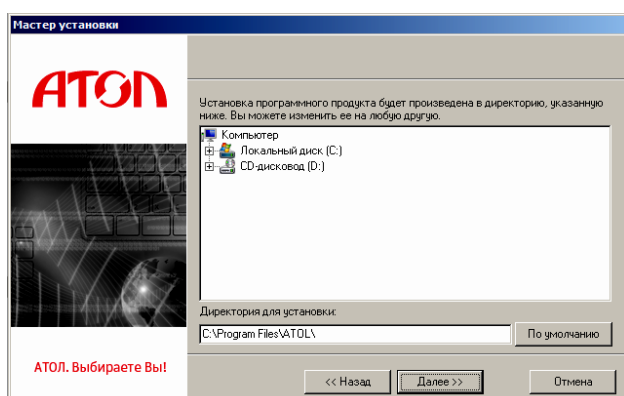 Мастер установки
АТОЛ
Установка программного продукта будет произведена в директорию, указанную
ниже. Вы можете изменить ее на любую другую.
Компьютер
Локальный диск (C:)
CD-дисковод (D:)
Директория для установки:
C:\Program Files\ATOL\
По умолчанию
АТОЛ. Выбираете Вы!
<< Назад
Далее >>
Отмена